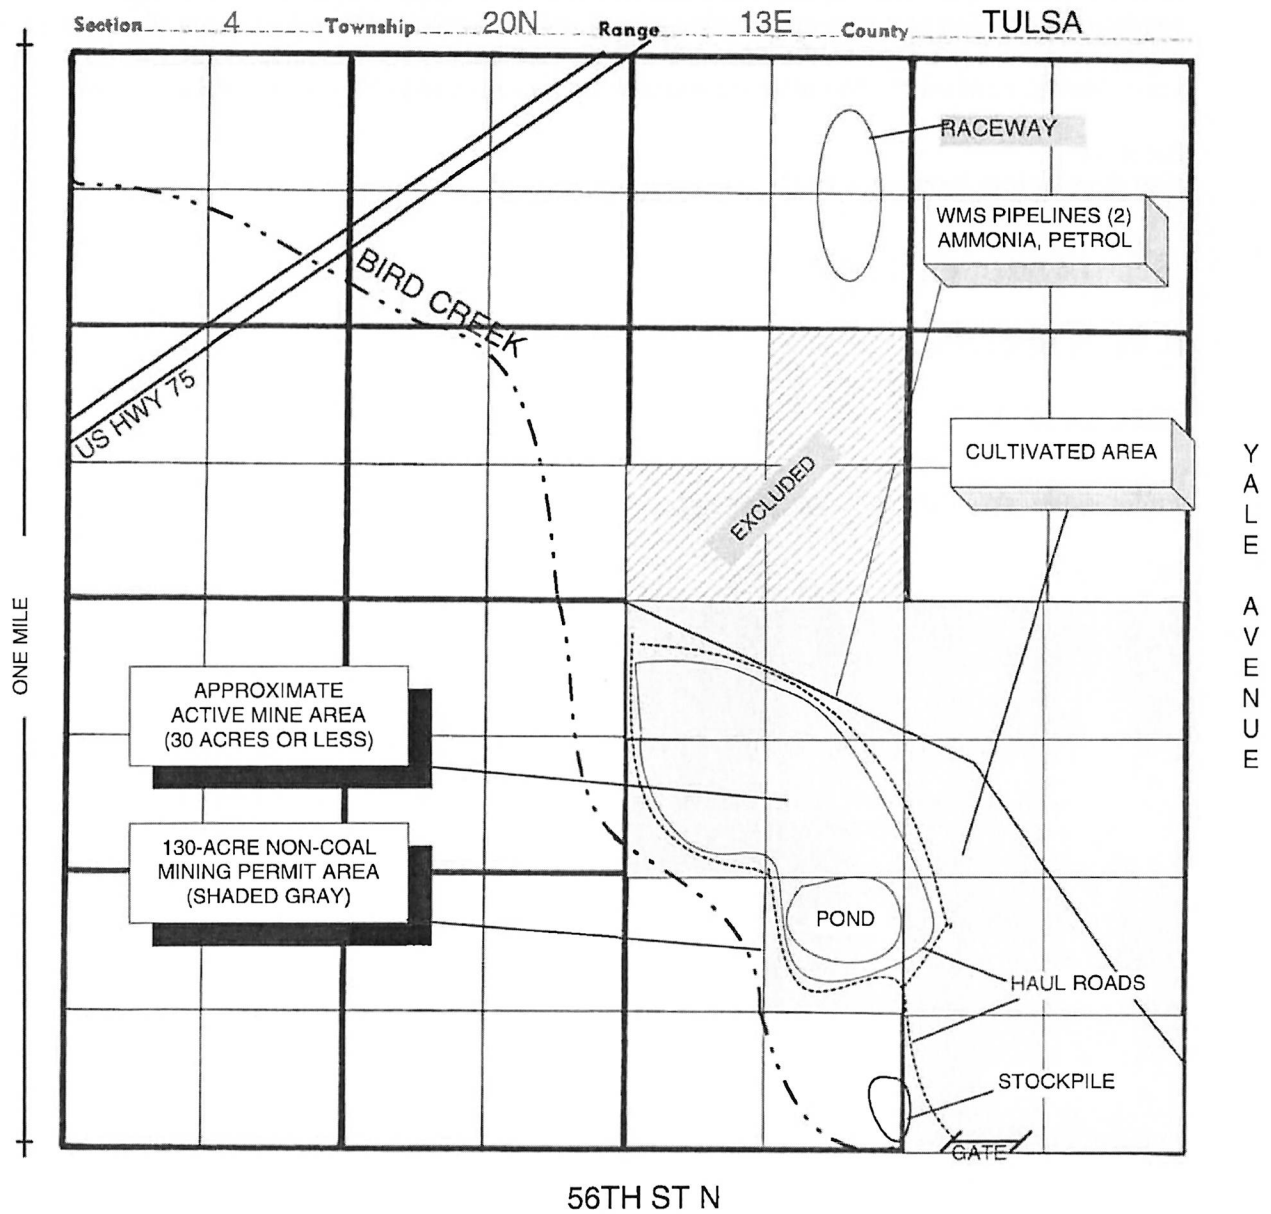 Section 4 Township 20N Range 13E County TULSA
RACEWAY
WMS PIPELINES (2)
AMMONIA, PETROL
BIRD CREEK
US HWY 75
CULTIVATED AREA
EXCLUDED
YALE AVENUE
ONE MILE
APPROXIMATE
ACTIVE MINE AREA
(30 ACRES OR LESS)
130-ACRE NON-COAL
MINING PERMIT AREA
(SHADED GRAY)
POND
HAUL ROADS
STOCKPILE
GATE
56TH ST N